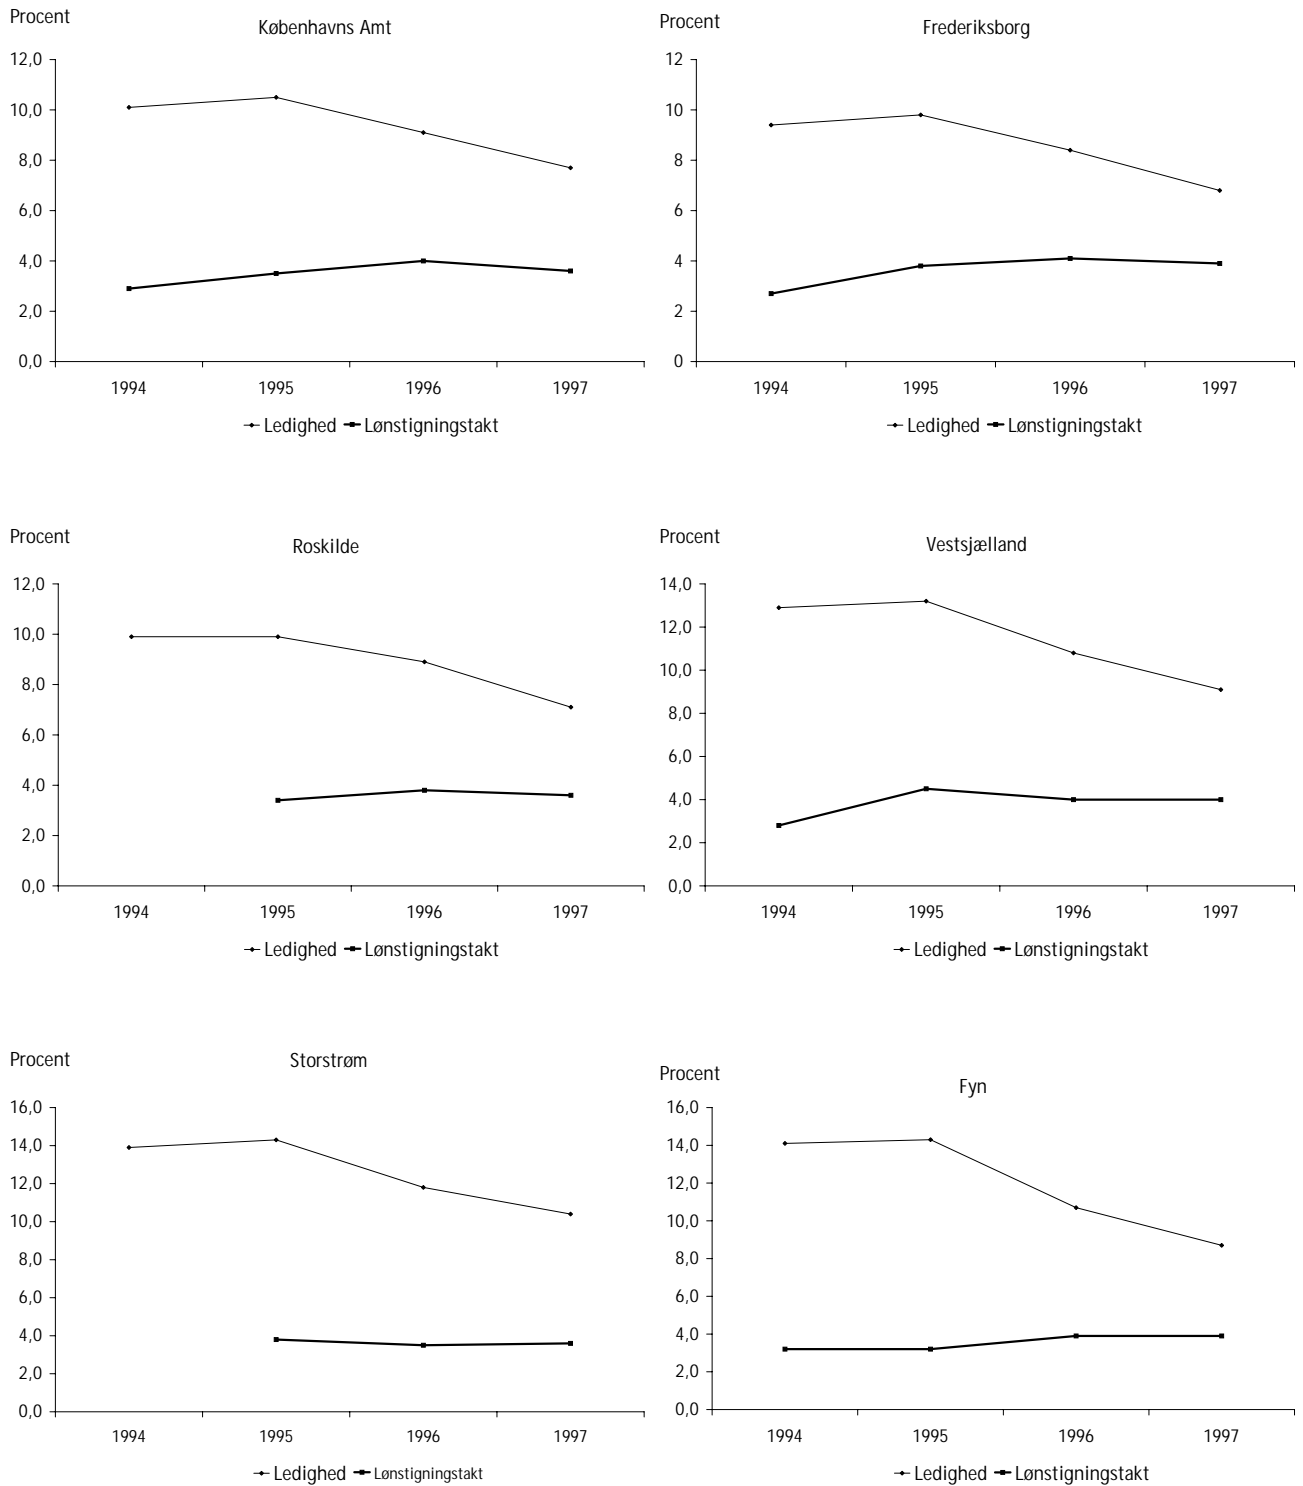 Procent
Københavns Amt
12,0
10,0
8,0
6,0
4,0
2,0
0,0
1994 1995 1996 1997
Ledighed Lønstigningstakt
Procent
Frederiksborg
12
10
8
6
4
2
0
1994 1995 1996 1997
Ledighed Lønstigningstakt
Procent
Roskilde
12,0
10,0
8,0
6,0
4,0
2,0
0,0
1994 1995 1996 1997
Ledighed Lønstigningstakt
Procent
Vestsjælland
14,0
12,0
10,0
8,0
6,0
4,0
2,0
0,0
1994 1995 1996 1997
Ledighed Lønstigningstakt
Procent
Storstrøm
16,0
14,0
12,0
10,0
8,0
6,0
4,0
2,0
0,0
1994 1995 1996 1997
Ledighed Lønstigningstakt
Procent
Fyn
16,0
14,0
12,0
10,0
8,0
6,0
4,0
2,0
0,0
1994 1995 1996 1997
Ledighed Lønstigningstakt